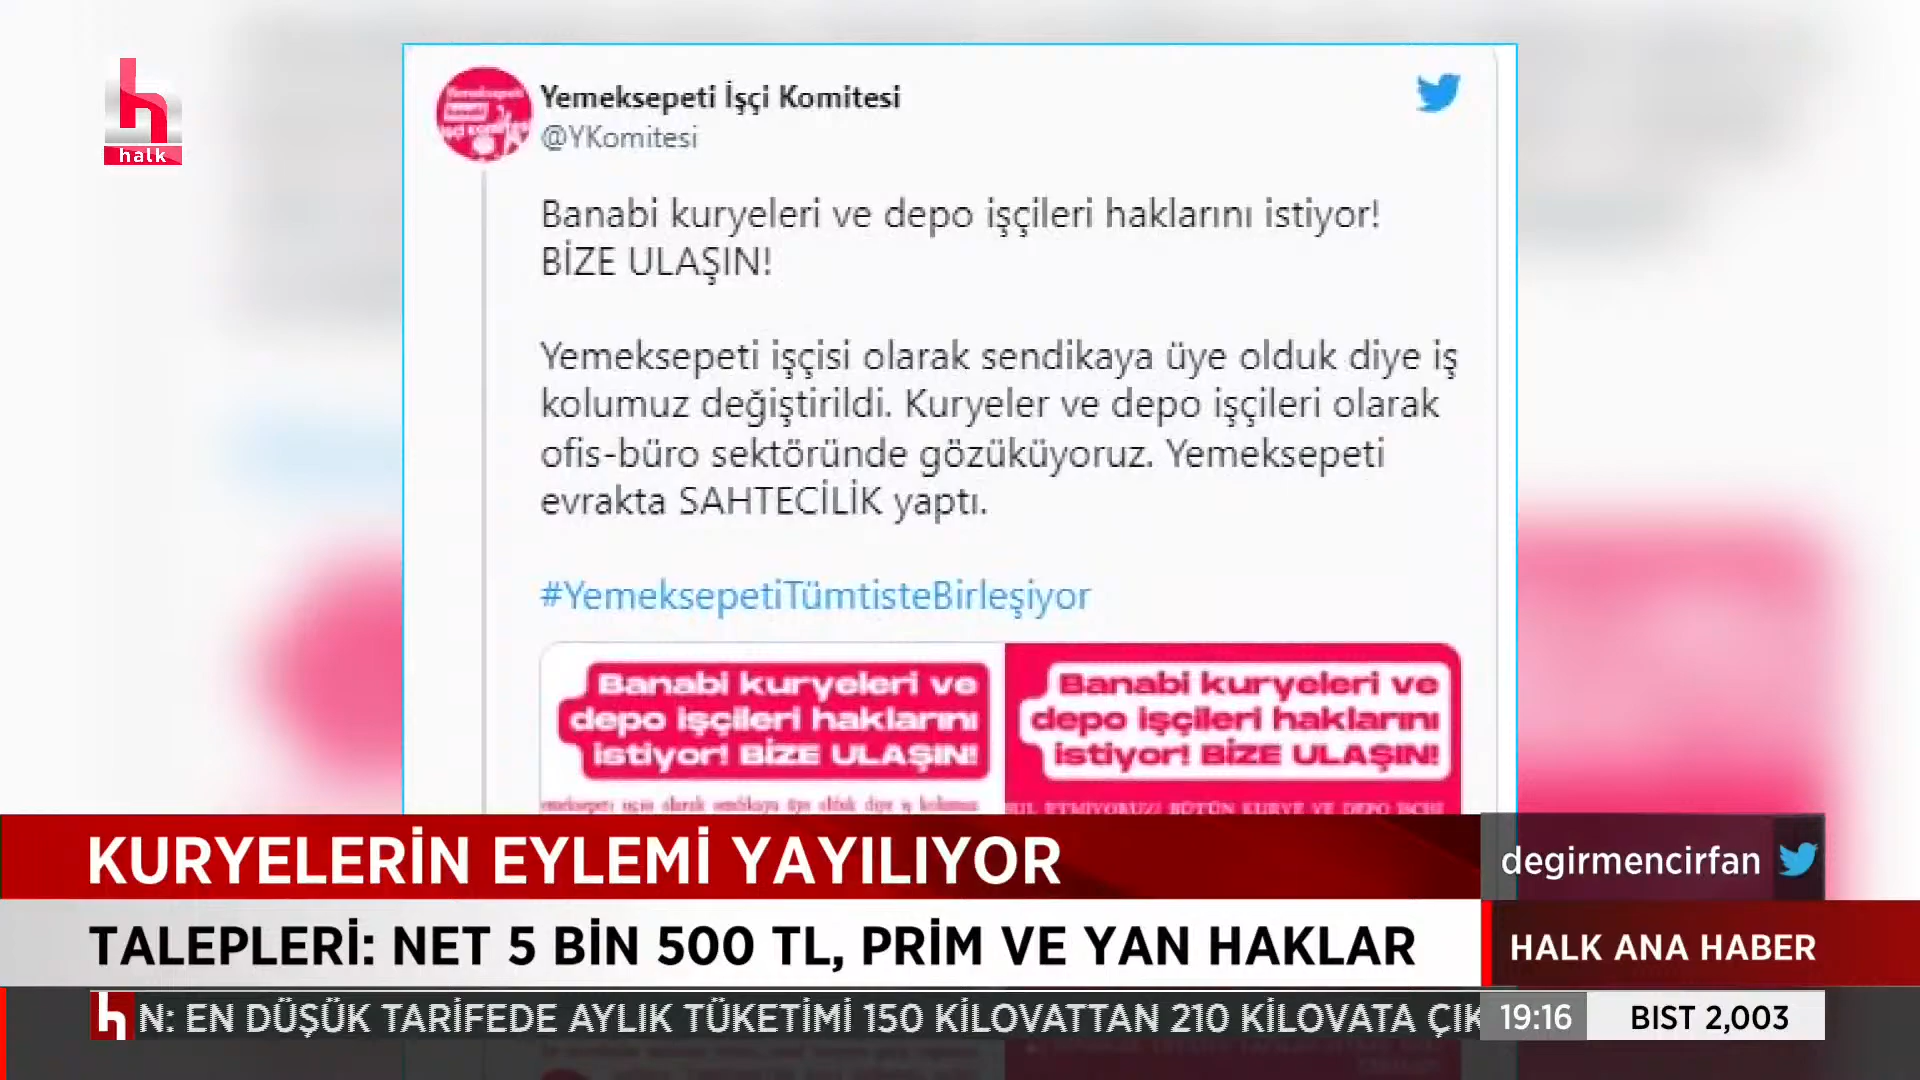 halk
Yemeksepeti İşçi Komitesi
@YKomitesi
Banabi kuryeleri ve depo işçileri haklarını istiyor!
BİZE ULAŞIN!
Yemeksepeti işçisi olarak sendikaya üye olduk diye iş
kolumuz değiştirildi. Kuryeler ve depo işçileri olarak
ofis-büro sektöründe gözüküyoruz. Yemeksepeti
evrakta SAHTECİLİK yaptı.
#YemeksepetiTümtisteBirleşiyor
Banabi kuryeleri ve
depo işçileri haklarını
istiyor! BİZE ULAŞIN!
Banabi kuryeleri ve
depo işçileri haklarını
istiyor! BİZE ULAŞIN!
KURYELERİN EYLEMİ YAYILIYOR
degirmencirfan
TALEPLERİ: NET 5 BİN 500 TL, PRİM VE YAN HAKLAR
HALK ANA HABER
N: EN DÜŞÜK TARİFEDE AYLIK TÜKETİMİ 150 KİLOVATTAN 210 KİLOVATA ÇIK
19:16
BIST 2,003